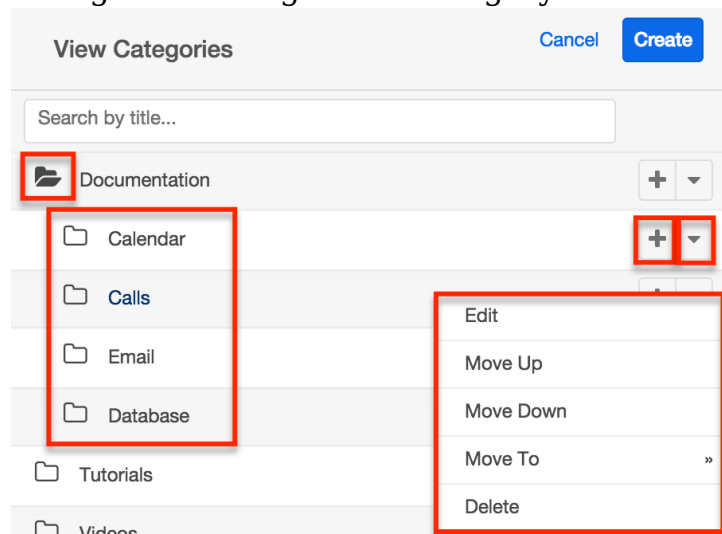 View Categories Cancel Create
Search by title...
Documentation
Calendar
Calls
Edit
Email
Move Up
Database
Move Down
Move To »
Tutorials
Delete
Videos